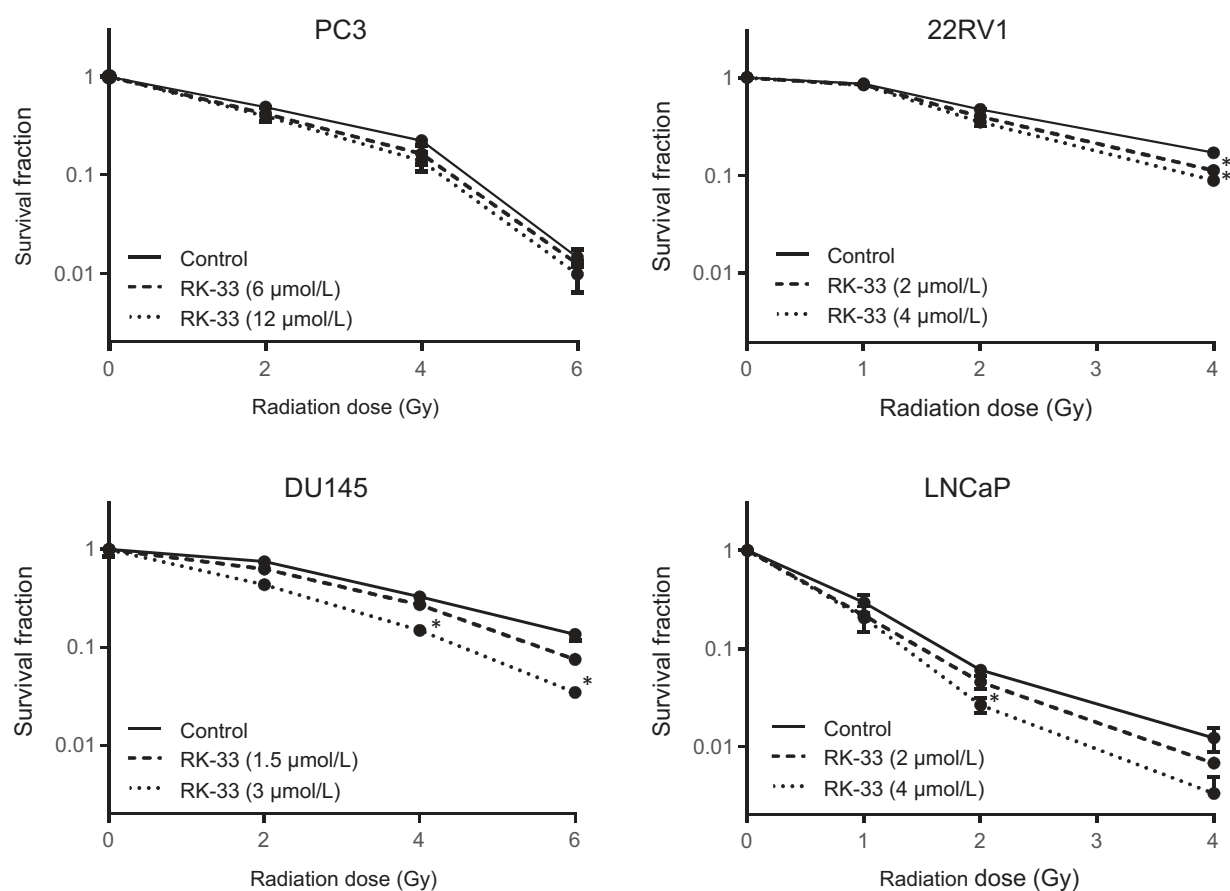 PC3
Survival fraction
1
0.1
0.01
Control
RK-33 (6 µmol/L)
RK-33 (12 µmol/L)
0 2 4 6
Radiation dose (Gy)
22RV1
Survival fraction
1
0.1
0.01
*
*
Control
RK-33 (2 µmol/L)
RK-33 (4 µmol/L)
0 1 2 3 4
Radiation dose (Gy)
DU145
Survival fraction
1
0.1
0.01
*
*
Control
RK-33 (1.5 µmol/L)
RK-33 (3 µmol/L)
0 2 4 6
Radiation dose (Gy)
LNCaP
Survival fraction
1
0.1
0.01
*
Control
RK-33 (2 µmol/L)
RK-33 (4 µmol/L)
0 1 2 3 4
Radiation dose (Gy)